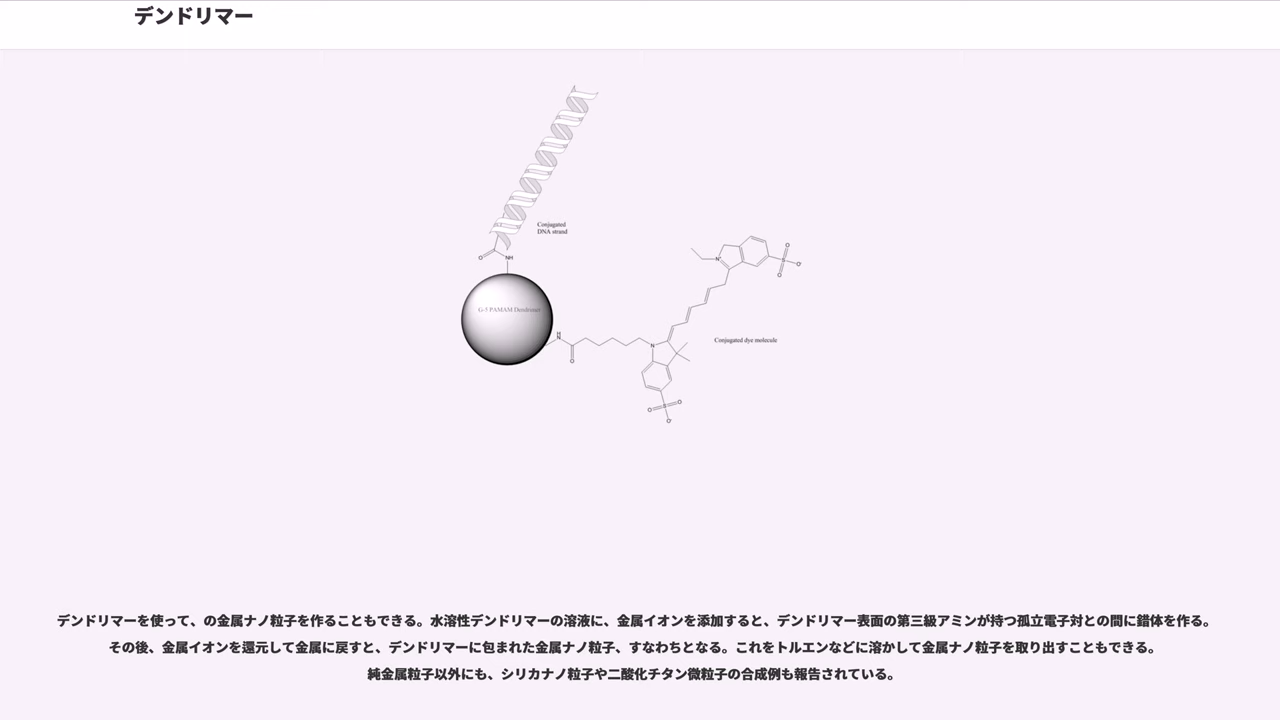 デンドリマー
Conjugated
DNA strand
O
NH
G-5 PAMAM Dendrimer
H
N
O
N
N+
S
O
O
O-
Conjugated dye molecule
S
O
O
O-
デンドリマーを使って、の金属ナノ粒子を作ることもできる。水溶性デンドリマーの溶液に、金属イオンを添加すると、デンドリマー表面の第三級アミンが持つ孤立電子対との間に錯体を作る。
その後、金属イオンを還元して金属に戻すと、デンドリマーに包まれた金属ナノ粒子、すなわちとなる。これをトルエンなどに溶かして金属ナノ粒子を取り出すこともできる。
純金属粒子以外にも、シリカナノ粒子や二酸化チタン微粒子の合成例も報告されている。